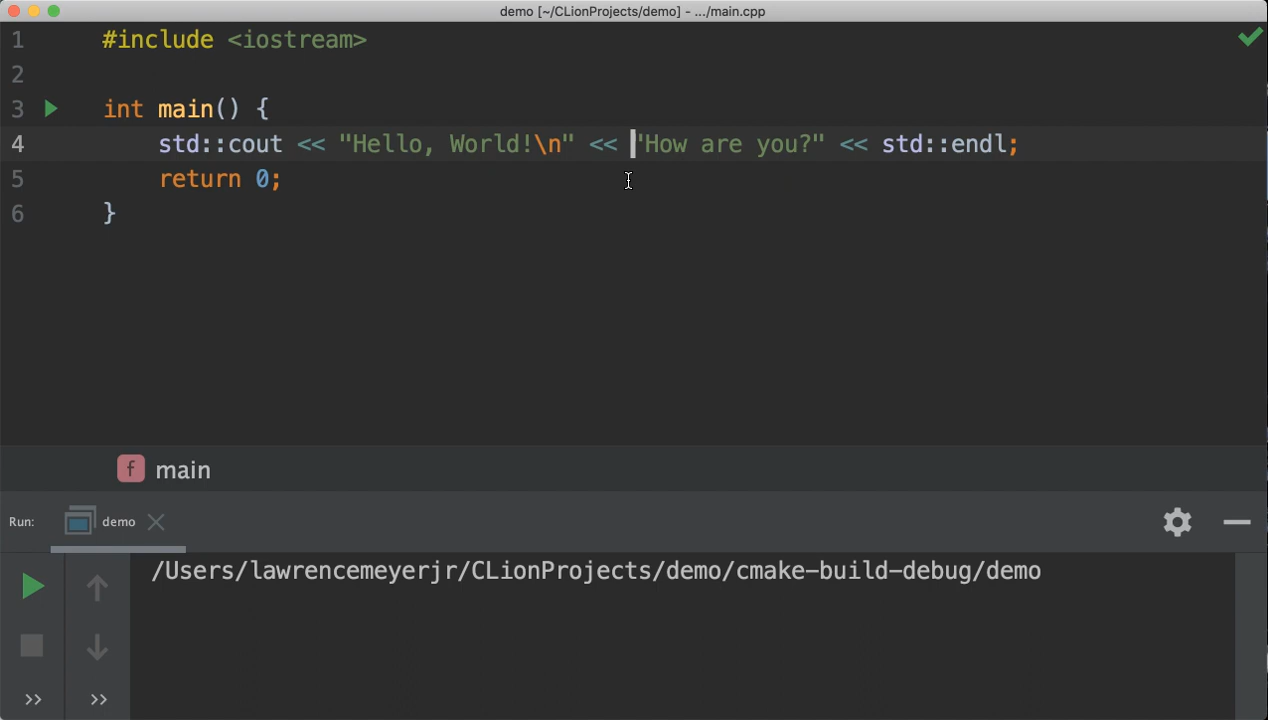 demo [~/CLionProjects/demo] - .../main.cpp
1 #include <iostream>
2
3 int main() {
4 std::cout << "Hello, World!\n" << "How are you?" << std::endl;
5 return 0;
6 }
f main
Run: demo
/Users/lawrencemeyerjr/CLionProjects/demo/cmake-build-debug/demo